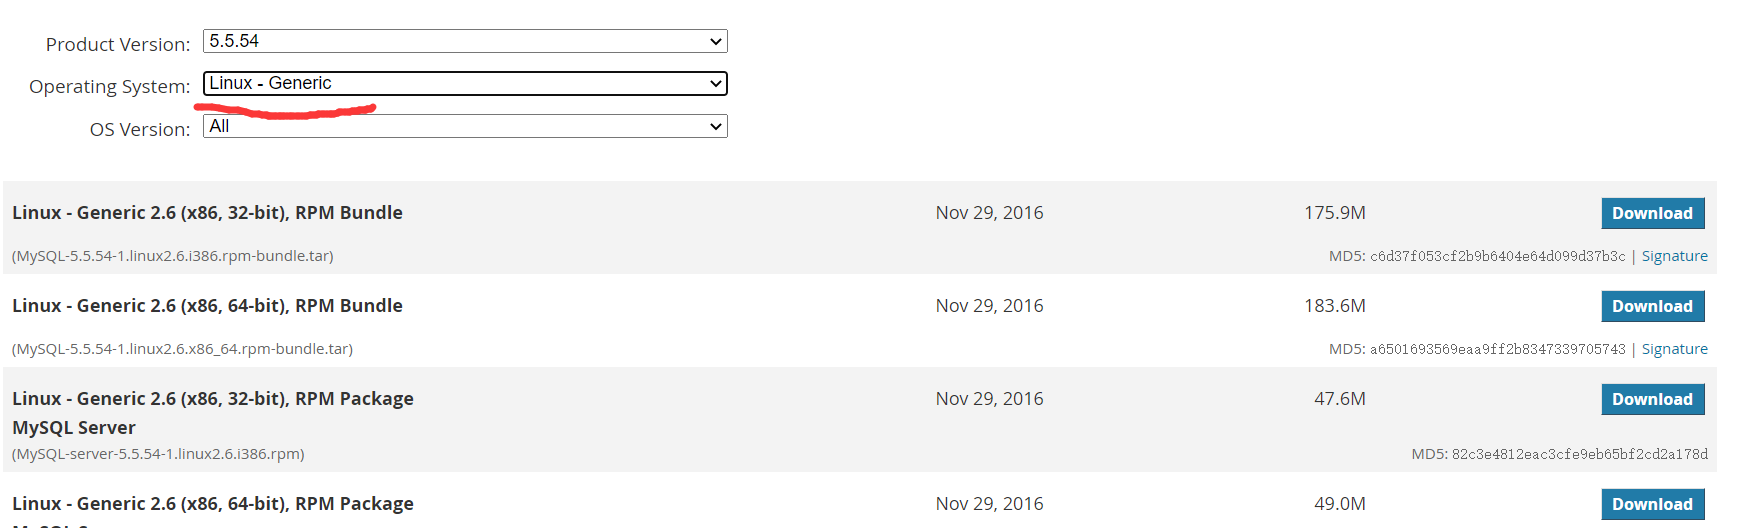 Product Version: 5.5.54
Operating System: Linux - Generic
OS Version: All
Linux - Generic 2.6 (x86, 32-bit), RPM Bundle Nov 29, 2016 175.9M Download
(MySQL-5.5.54-1.linux2.6.i386.rpm-bundle.tar) MD5: c6d37f053cf2b9b6404e64d099d37b3c | Signature
Linux - Generic 2.6 (x86, 64-bit), RPM Bundle Nov 29, 2016 183.6M Download
(MySQL-5.5.54-1.linux2.6.x86_64.rpm-bundle.tar) MD5: a6501693569eaa9ff2b8347339705743 | Signature
Linux - Generic 2.6 (x86, 32-bit), RPM Package Nov 29, 2016 47.6M Download
MySQL Server
(MySQL-server-5.5.54-1.linux2.6.i386.rpm) MD5: 82c3e4812eac3cfe9eb65bf2cd2a178d
Linux - Generic 2.6 (x86, 64-bit), RPM Package Nov 29, 2016 49.0M Download